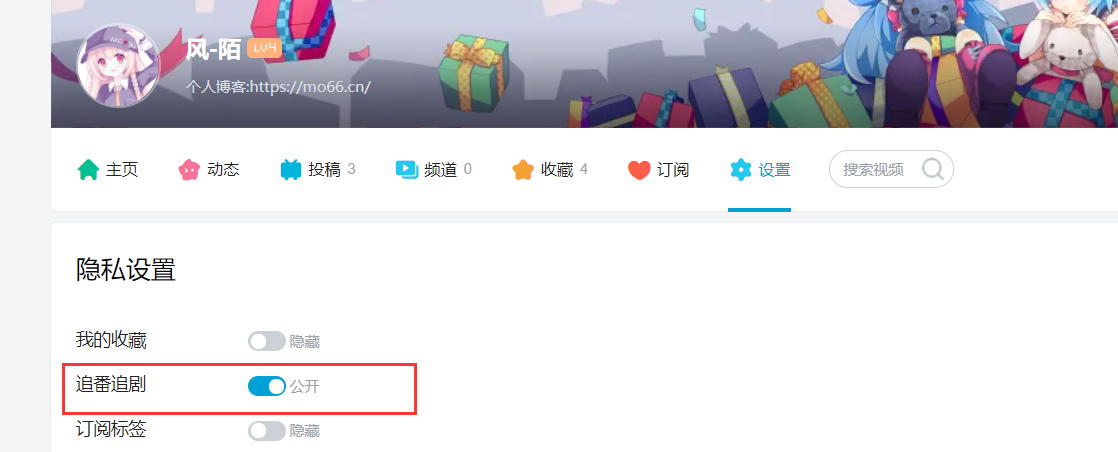 风-陌 LV4
个人博客:https://mo66.cn/
主页 动态 投稿 3 频道 0 收藏 4 订阅 设置 搜索视频
隐私设置
我的收藏 隐藏
追番追剧 公开
订阅标签 隐藏